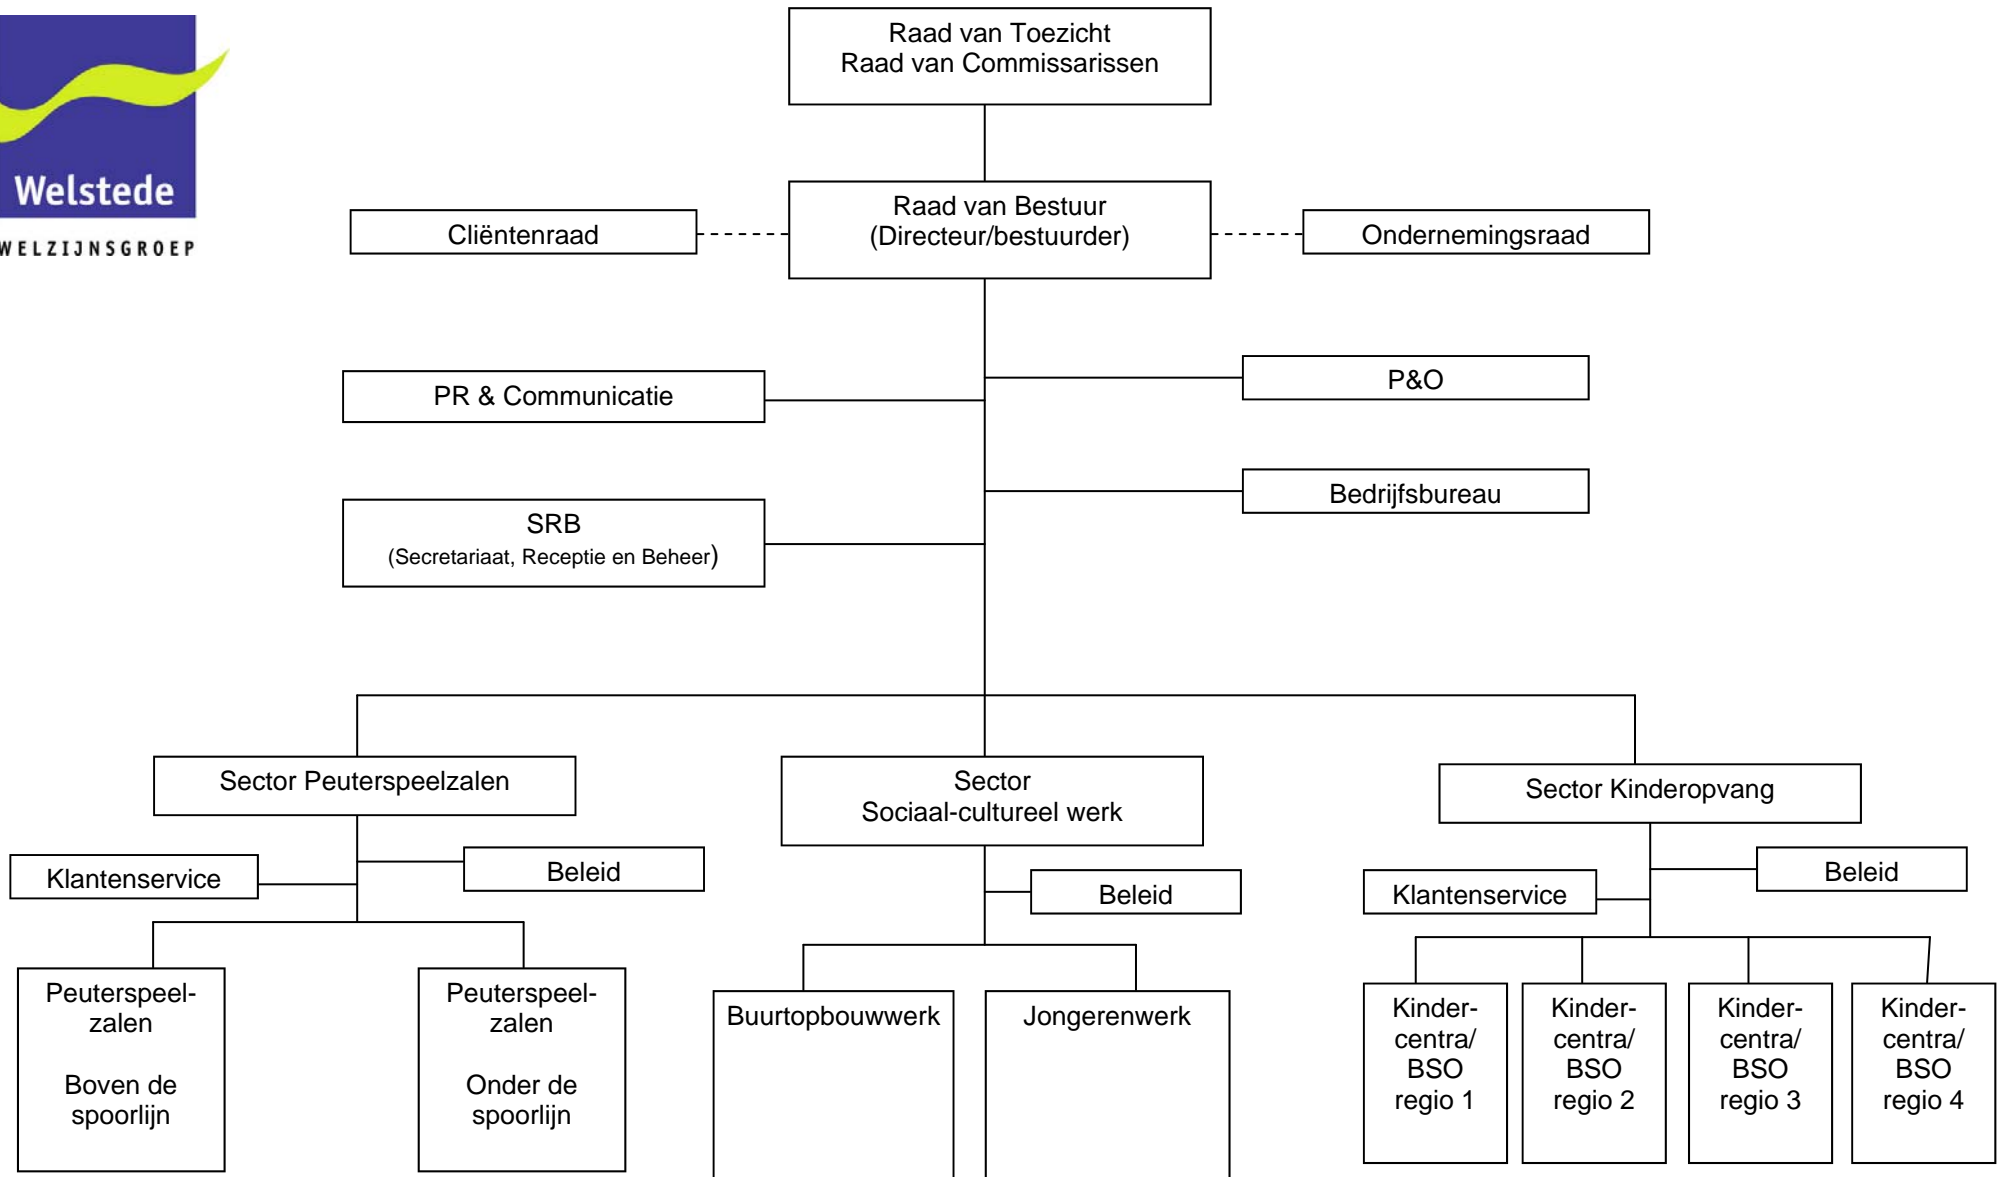 Welstede
WELZIJNSGROEP
Raad van Toezicht
Raad van Commissarissen
Raad van Bestuur
(Directeur/bestuurder)
Cliëntenraad
Ondernemingsraad
PR & Communicatie
P&O
Bedrijfsbureau
SRB
(Secretariaat, Receptie en Beheer)
Sector Peuterspeelzalen
Klantenservice
Beleid
Peuterspeel-
zalen
Boven de
spoorlijn
Peuterspeel-
zalen
Onder de
spoorlijn
Sector
Sociaal-cultureel werk
Beleid
Buurtopbouwwerk
Jongerenwerk
Sector Kinderopvang
Klantenservice
Beleid
Kinder-
centra/
BSO
regio 1
Kinder-
centra/
BSO
regio 2
Kinder-
centra/
BSO
regio 3
Kinder-
centra/
BSO
regio 4